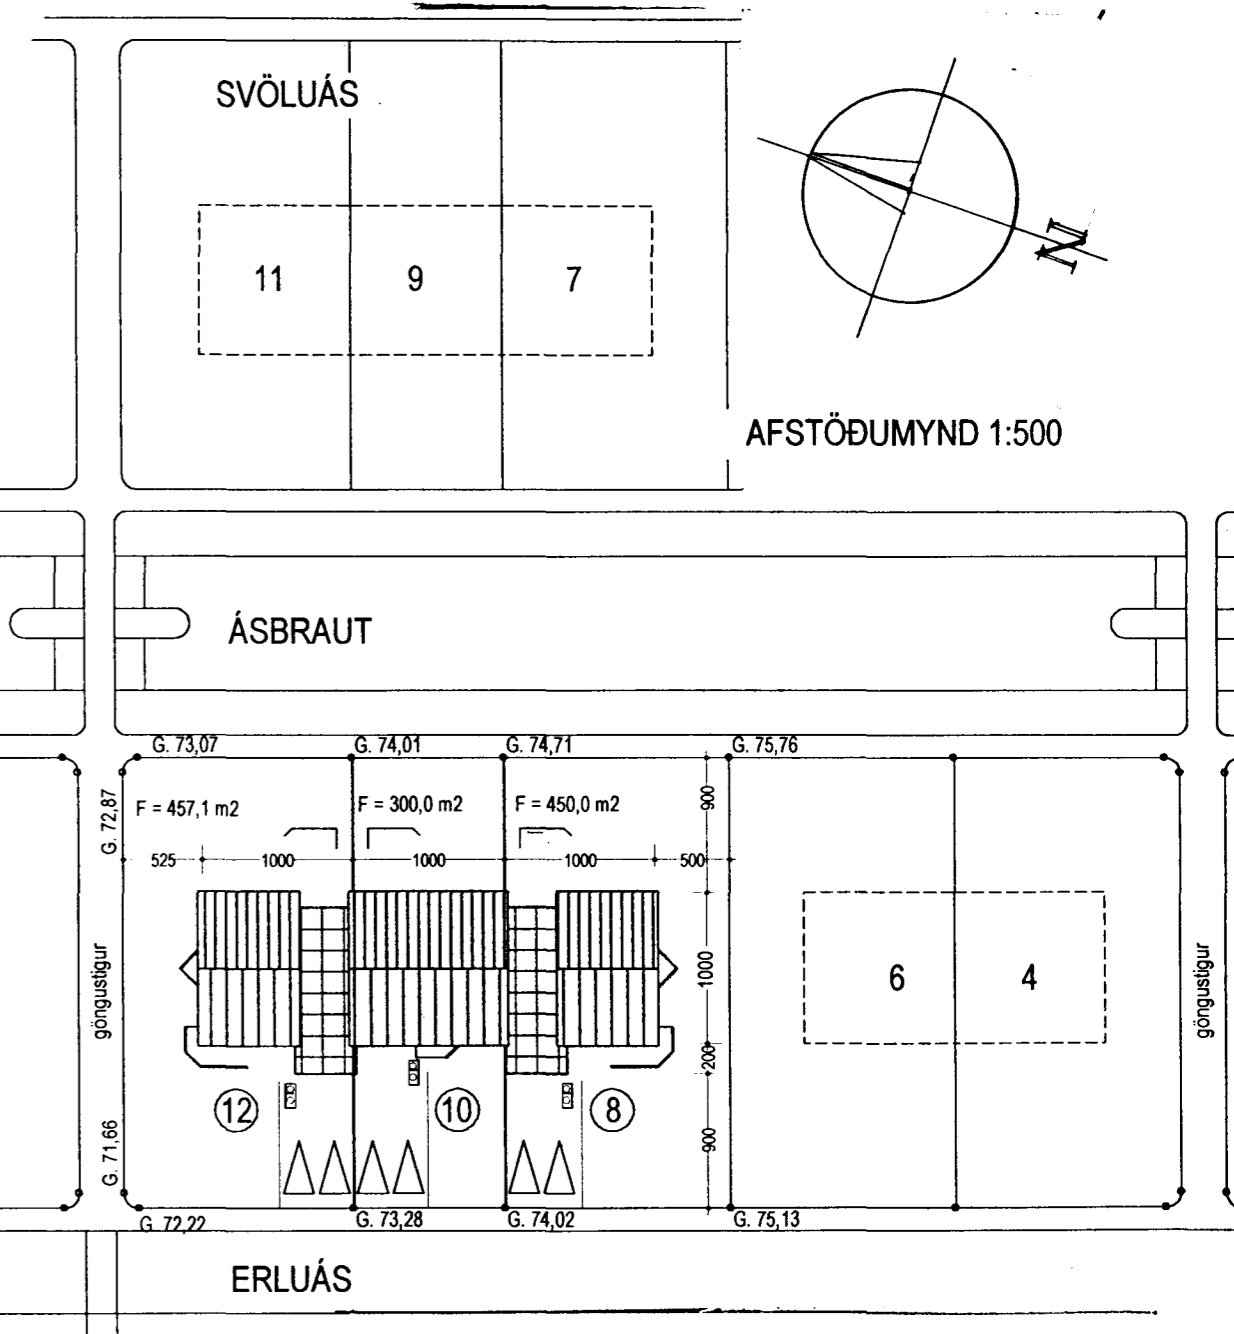 SVÖLUÁS
11 9 7
N
AFSTÖÐUMYND 1:500
ÁSBRAUT
G. 73,07 G. 74,01 G. 74,71 G. 75,76
G. 72,87
F = 457,1 m2 F = 300,0 m2 F = 450,0 m2
900
525 1000 1000 1000 500
göngustígur
1000
6 4
göngustígur
200
12 10 8
900
G. 71,66
G. 72,22 G. 73,28 G. 74,02 G. 75,13
ERLUÁS